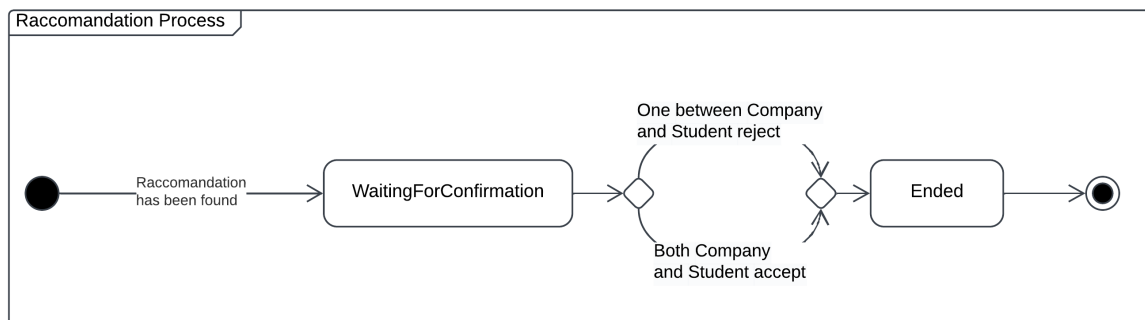 Raccomandation Process
One between Company
and Student reject
Raccomandation
has been found
WaitingForConfirmation
Ended
Both Company
and Student accept